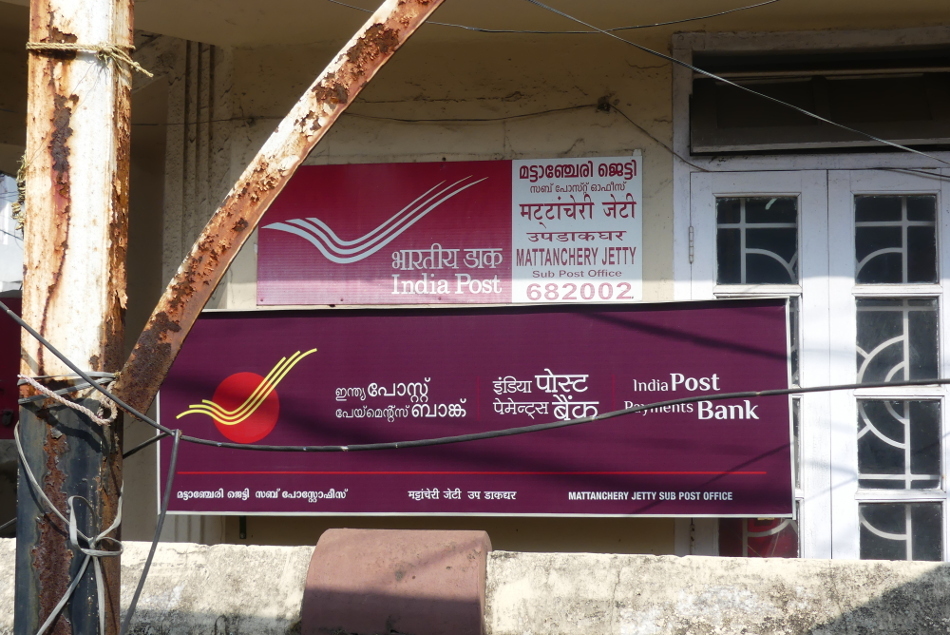 भारतीय डाक
India Post
മട്ടാഞ്ചേരി ജെട്ടി
സബ് പോസ്റ്റ് ഓഫീസ്
मट्टांचेरी जेटी
उपडाकघर
MATTANCHERY JETTY
Sub Post Office
682002
ഇന്ത്യ പോസ്റ്റ്
പേയ്മെന്റ്സ് ബാങ്ക്
इंडिया पोस्ट
पेमेन्ट्स बैंक
India Post
Payments Bank
മട്ടാഞ്ചേരി ജെട്ടി സബ് പോസ്റ്റോഫീസ്
मट्टांचेरी जेटी उप डाकघर
MATTANCHERY JETTY SUB POST OFFICE